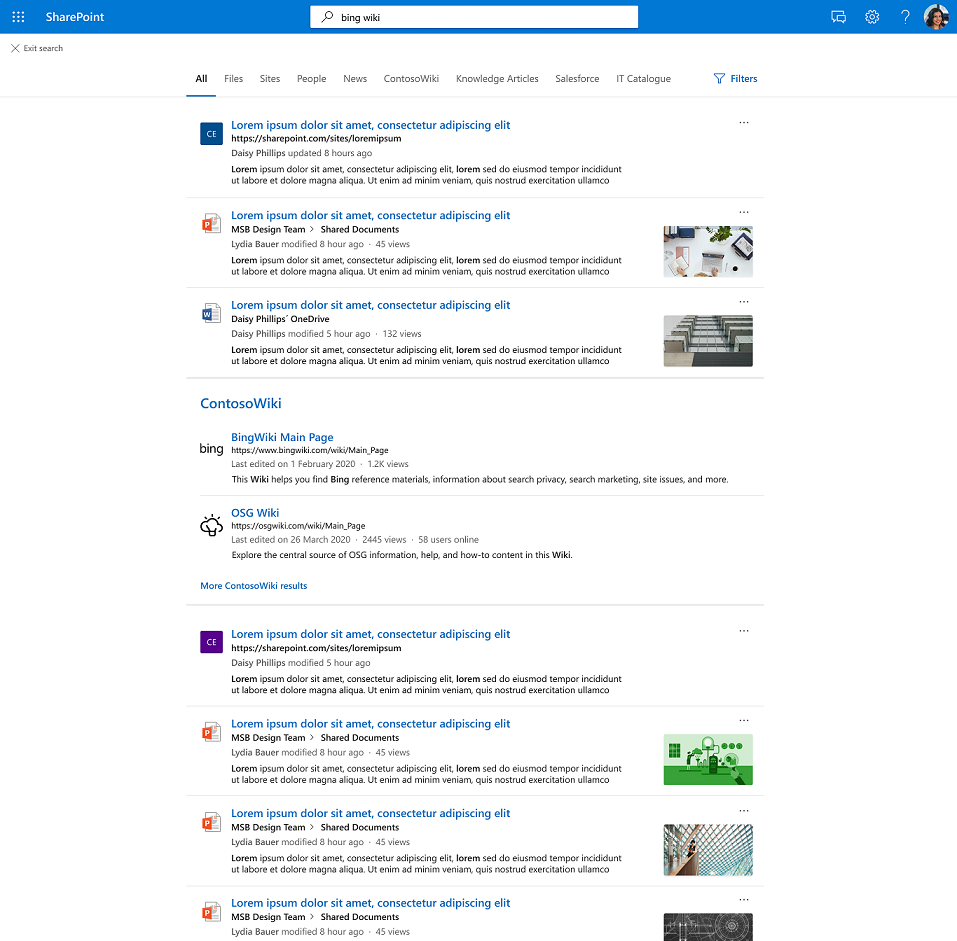 SharePoint
bing wiki
Exit search
All Files Sites People News ContosoWiki Knowledge Articles Salesforce IT Catalogue Filters
CE
Lorem ipsum dolor sit amet, consectetur adipiscing elit
https://sharepoint.com/sites/loremipsum
Daisy Phillips updated 8 hours ago
Lorem ipsum dolor sit amet, consectetur adipiscing elit, lorem sed do eiusmod tempor incididunt
ut labore et dolore magna aliqua. Ut enim ad minim veniam, quis nostrud exercitation ullamco
Lorem ipsum dolor sit amet, consectetur adipiscing elit
MSB Design Team > Shared Documents
Lydia Bauer modified 8 hour ago · 45 views
Lorem ipsum dolor sit amet, consectetur adipiscing elit, lorem sed do eiusmod tempor incididunt
ut labore et dolore magna aliqua. Ut enim ad minim veniam, quis nostrud exercitation ullamco
Lorem ipsum dolor sit amet, consectetur adipiscing elit
Daisy Phillips´ OneDrive
Daisy Phillips modified 5 hour ago · 132 views
Lorem ipsum dolor sit amet, consectetur adipiscing elit, lorem sed do eiusmod tempor incididunt
ut labore et dolore magna aliqua. Ut enim ad minim veniam, quis nostrud exercitation ullamco
ContosoWiki
bing
BingWiki Main Page
https://www.bingwiki.com/wiki/Main_Page
Last edited on 1 February 2020 · 1.2K views
This Wiki helps you find Bing reference materials, information about search privacy, search marketing, site issues, and more.
OSG Wiki
https://osgwiki.com/wiki/Main_Page
Last edited on 26 March 2020 · 2445 views · 58 users online
Explore the central source of OSG information, help, and how-to content in this Wiki.
More ContosoWiki results
CE
Lorem ipsum dolor sit amet, consectetur adipiscing elit
https://sharepoint.com/sites/loremipsum
Daisy Phillips modified 5 hour ago
Lorem ipsum dolor sit amet, consectetur adipiscing elit, lorem sed do eiusmod tempor incididunt
ut labore et dolore magna aliqua. Ut enim ad minim veniam, quis nostrud exercitation ullamco
Lorem ipsum dolor sit amet, consectetur adipiscing elit
MSB Design Team > Shared Documents
Lydia Bauer modified 8 hour ago · 45 views
Lorem ipsum dolor sit amet, consectetur adipiscing elit, lorem sed do eiusmod tempor incididunt
ut labore et dolore magna aliqua. Ut enim ad minim veniam, quis nostrud exercitation ullamco
Lorem ipsum dolor sit amet, consectetur adipiscing elit
MSB Design Team > Shared Documents
Lydia Bauer modified 8 hour ago · 45 views
Lorem ipsum dolor sit amet, consectetur adipiscing elit, lorem sed do eiusmod tempor incididunt
ut labore et dolore magna aliqua. Ut enim ad minim veniam, quis nostrud exercitation ullamco
Lorem ipsum dolor sit amet, consectetur adipiscing elit
MSB Design Team > Shared Documents
Lydia Bauer modified 8 hour ago · 45 views